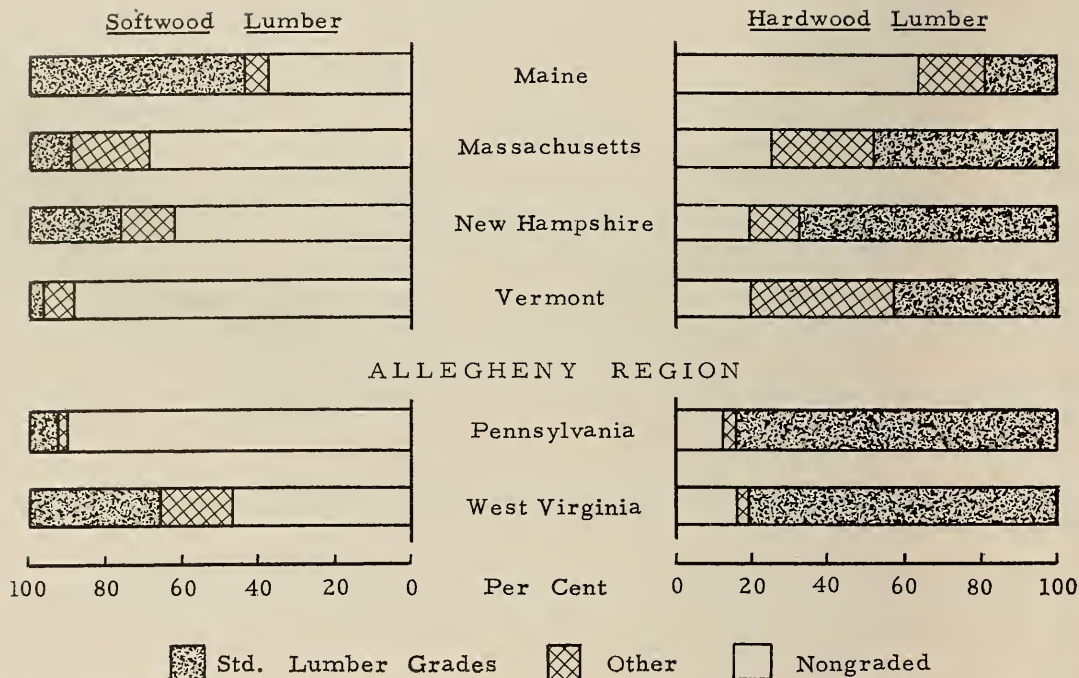 Softwood Lumber Hardwood Lumber
Maine
Massachusetts
New Hampshire
Vermont
ALLEGHENY REGION
Pennsylvania
West Virginia
100 80 60 40 20 0 Per Cent 0 20 40 60 80 100
Std. Lumber Grades Other Nongraded